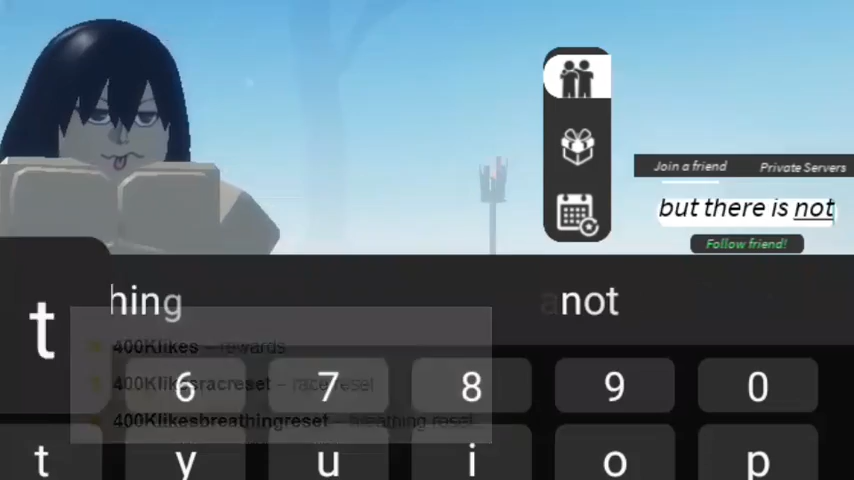 Join a friend Private Servers
but there is not
Follow friend!
t
hing
anot
400Klikes – rewards
6 7 8 9 0
400Klikesracreset – race reset
400Klikesbreathingreset – breathing reset
t y u i o p